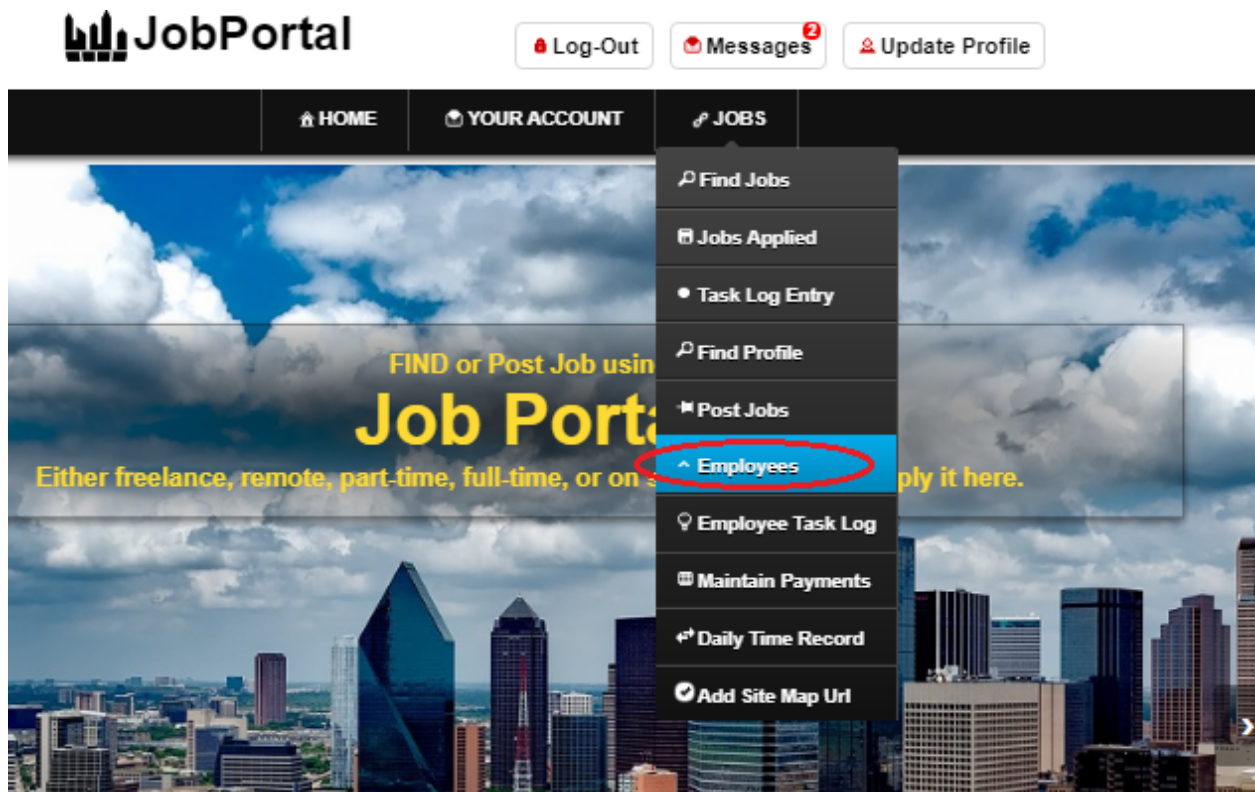 JobPortal
Log-Out
Messages
2
Update Profile
HOME
YOUR ACCOUNT
JOBS
Find Jobs
Jobs Applied
Task Log Entry
Find Profile
Post Jobs
Employees
Employee Task Log
Maintain Payments
Daily Time Record
Add Site Map Url
FIND or Post Job usin
Job Porta
Either freelance, remote, part-time, full-time, or on s ply it here.